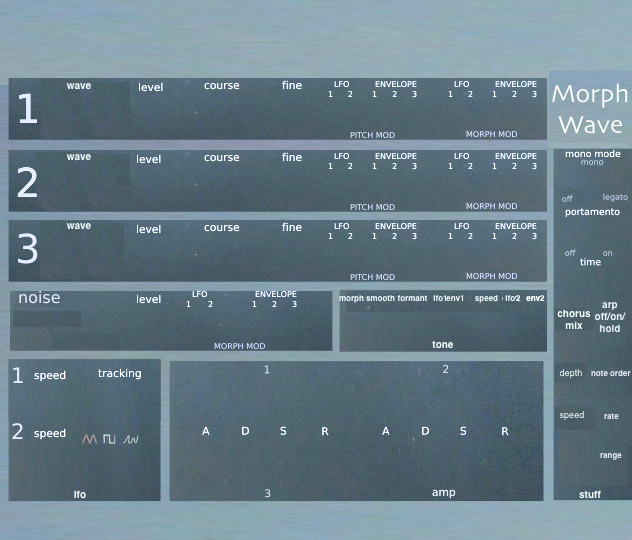 wave level course fine LFO ENVELOPE LFO ENVELOPE
1 1 2 1 2 3 1 2 1 2 3
PITCH MOD MORPH MOD
Morph
Wave
wave level course fine LFO ENVELOPE LFO ENVELOPE
2 1 2 1 2 3 1 2 1 2 3
PITCH MOD MORPH MOD
wave level course fine LFO ENVELOPE LFO ENVELOPE
3 1 2 1 2 3 1 2 1 2 3
PITCH MOD MORPH MOD
noise level LFO ENVELOPE
1 2 1 2 3
MORPH MOD
morph smooth formant lfo1env1 speed lfo2 env2
tone
1 speed tracking
2 speed
lfo
1 2
A D S R A D S R
3 amp
mono mode
mono
off legato
portamento
off on
time
chorus
mix
arp
off/on/
hold
depth note order
speed rate
range
stuff